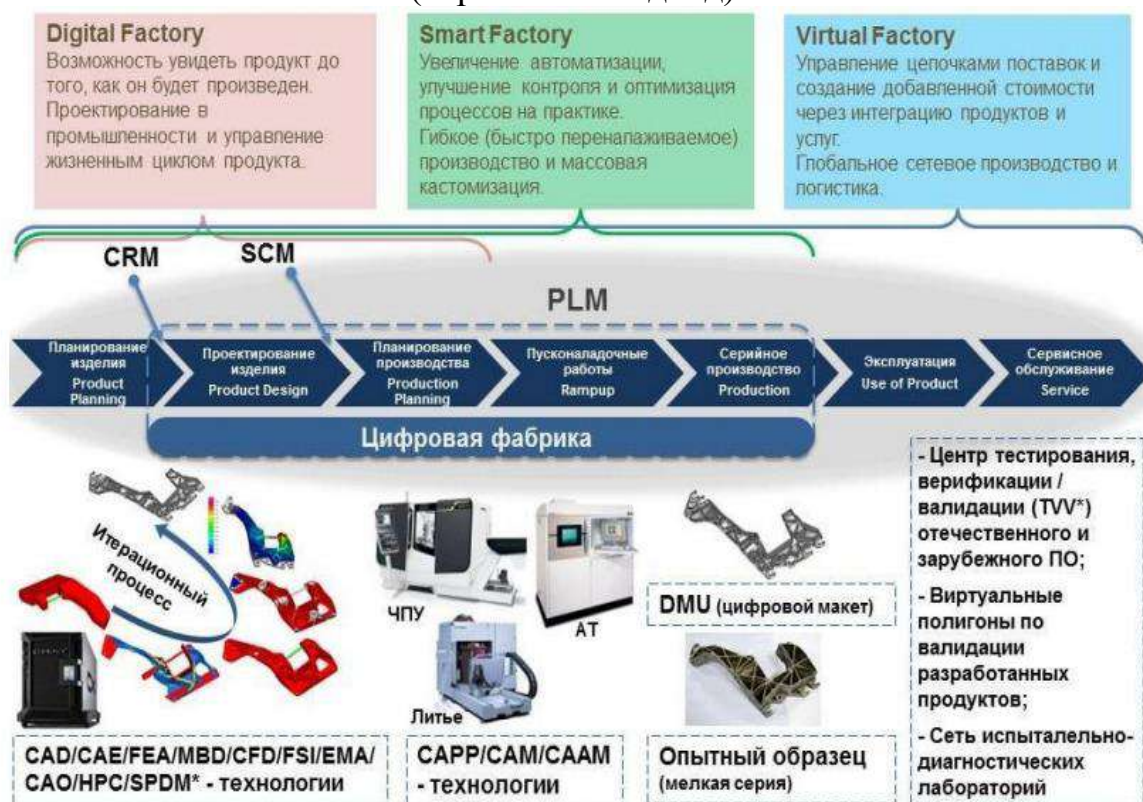 Digital Factory
Возможность увидеть продукт до
того, как он будет произведен.
Проектирование в
промышленности и управление
жизненным циклом продукта.
Smart Factory
Увеличение автоматизации,
улучшение контроля и оптимизация
процессов на практике.
Гибкое (быстро переналаживаемое)
производство и массовая
кастомизация.
Virtual Factory
Управление цепочками поставок и
создание добавленной стоимости
через интеграцию продуктов и
услуг.
Глобальное сетевое производство и
логистика.
CRM
SCM
PLM
Планирование
изделия
Product
Planning
Проектирование
изделия
Product Design
Планирование
производства
Production
Planning
Пусконаладочные
работы
Rampup
Серийное
производство
Production
Эксплуатация
Use of Product
Сервисное
обслуживание
Service
Цифровая фабрика
Итерационный
процесс
ЧПУ
АТ
Литье
DMU (цифровой макет)
CAD/CAE/FEA/MBD/CFD/FSI/EMA/
CAO/HPC/SPDM* - технологии
CAPP/CAM/CAAM
- технологии
Опытный образец
(мелкая серия)
- Центр тестирования,
верификации /
валидации (TVV*)
отечественного и
зарубежного ПО;
- Виртуальные
полигоны по
валидации
разработанных
продуктов;
- Сеть испытательно-
диагностических
лабораторий